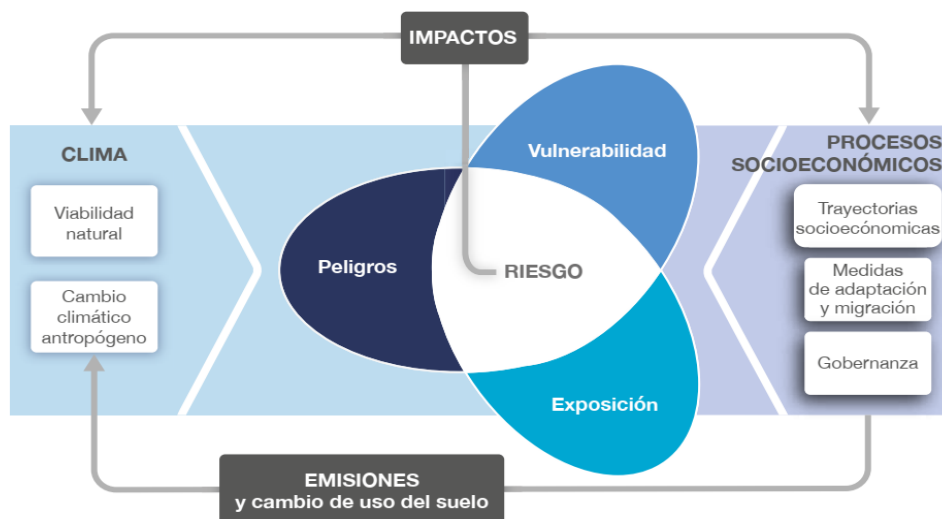 IMPACTOS
CLIMA
Viabilidad
natural
Cambio
climático
antropógeno
Peligros
Vulnerabilidad
RIESGO
Exposición
PROCESOS
SOCIOECONÓMICOS
Trayectorias
socioecónomicas
Medidas
de adaptación
y migración
Gobernanza
EMISIONES
y cambio de uso del suelo